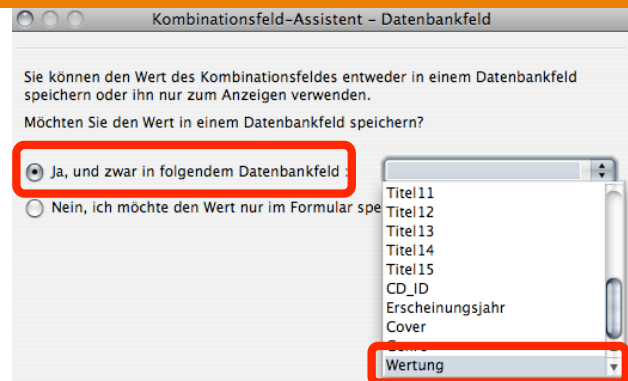 Kombinationsfeld-Assistent – Datenbankfeld
Sie können den Wert des Kombinationsfeldes entweder in einem Datenbankfeld
speichern oder ihn nur zum Anzeigen verwenden.
Möchten Sie den Wert in einem Datenbankfeld speichern?
Ja, und zwar in folgendem Datenbankfeld :
Nein, ich möchte den Wert nur im Formular spe
Titel11
Titel12
Titel13
Titel14
Titel15
CD_ID
Erscheinungsjahr
Cover
Genre
Wertung